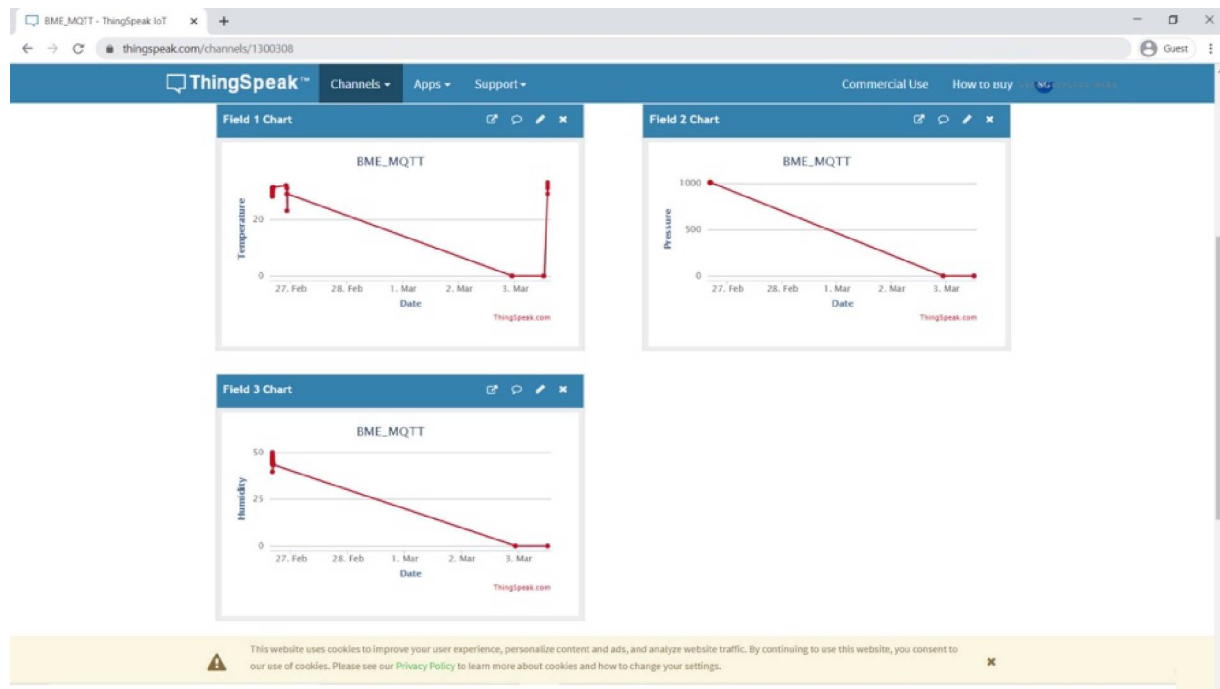 BME_MQTT - ThingSpeak IoT
thingspeak.com/channels/1300308
Guest
ThingSpeak™ Channels Apps Support Commercial Use How to Buy SG
Field 1 Chart
BME_MQTT
Temperature
20
0
27. Feb 28. Feb 1. Mar 2. Mar 3. Mar
Date
ThingSpeak.com
Field 2 Chart
BME_MQTT
Pressure
1000
500
0
27. Feb 28. Feb 1. Mar 2. Mar 3. Mar
Date
ThingSpeak.com
Field 3 Chart
BME_MQTT
Humidity
50
25
0
27. Feb 28. Feb 1. Mar 2. Mar 3. Mar
Date
ThingSpeak.com
This website uses cookies to improve your user experience, personalize content and ads, and analyze website traffic. By continuing to use this website, you consent to
our use of cookies. Please see our Privacy Policy to learn more about cookies and how to change your settings.